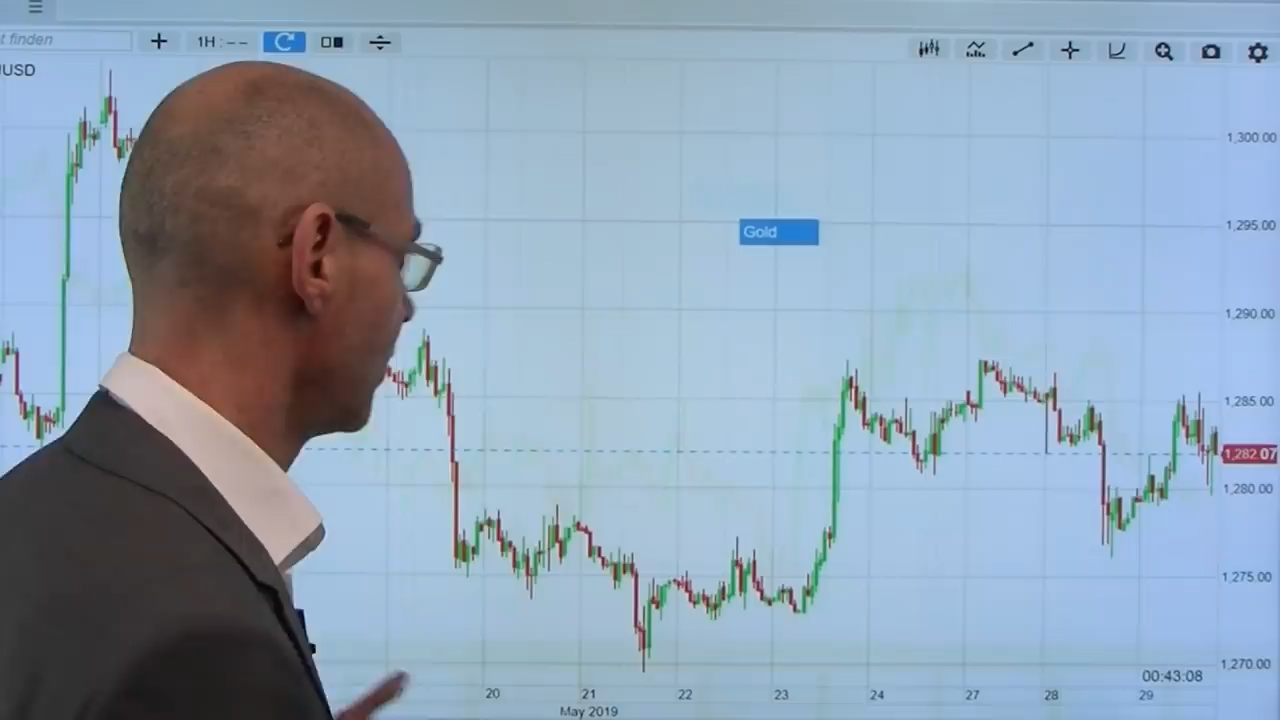 t finden
1H : --
USD
1,300.00
Gold
1,295.00
1,290.00
1,285.00
1,282.07
1,280.00
1,275.00
1,270.00
00:43:08
20 21 22 23 24 27 28 29
May 2019